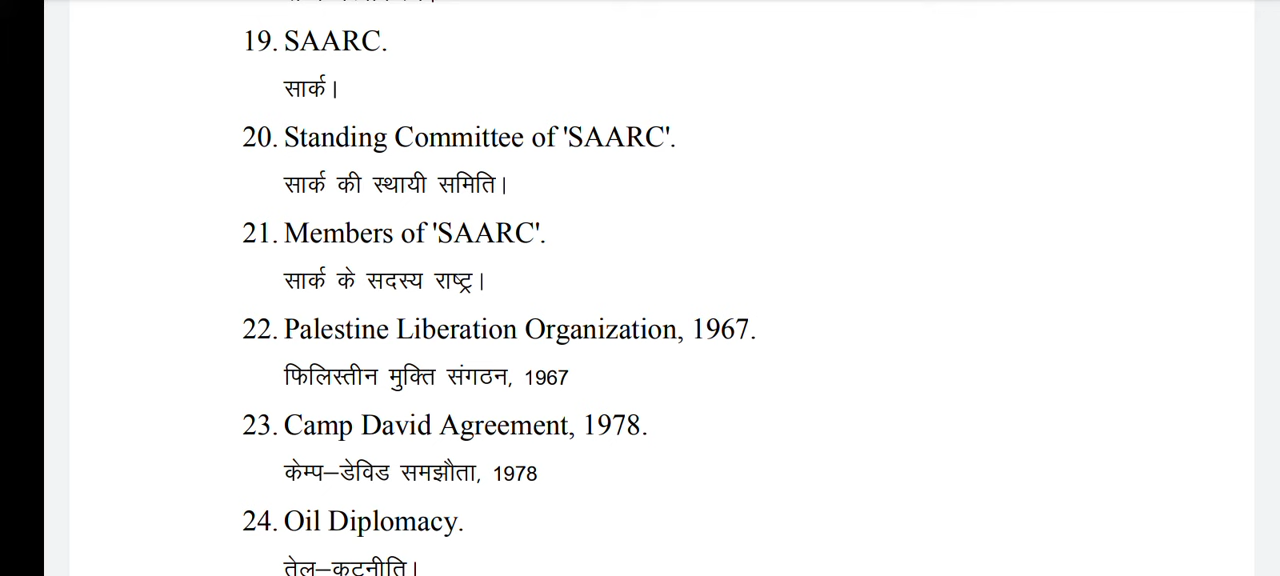 19. SAARC.
सार्क।
20. Standing Committee of 'SAARC'.
सार्क की स्थायी समिति।
21. Members of 'SAARC'.
सार्क के सदस्य राष्ट्र।
22. Palestine Liberation Organization, 1967.
फिलिस्तीन मुक्ति संगठन, 1967
23. Camp David Agreement, 1978.
केम्प–डेविड समझौता, 1978
24. Oil Diplomacy.
तेल–कूटनीति।